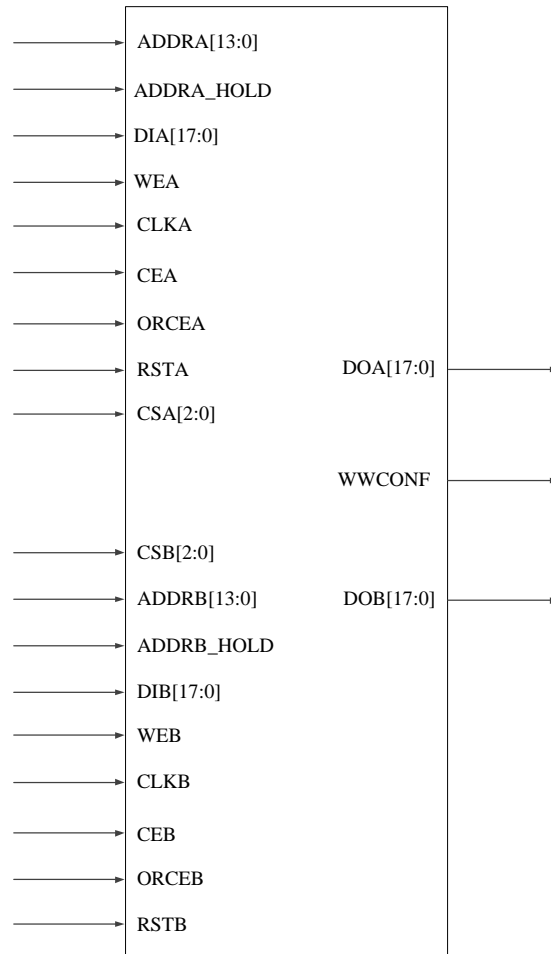 ADDRA[13:0]
ADDRA_HOLD
DIA[17:0]
WEA
CLKA
CEA
ORCEA
RSTA
DOA[17:0]
CSA[2:0]
WWCONF
CSB[2:0]
ADDRB[13:0]
DOB[17:0]
ADDRB_HOLD
DIB[17:0]
WEB
CLKB
CEB
ORCEB
RSTB